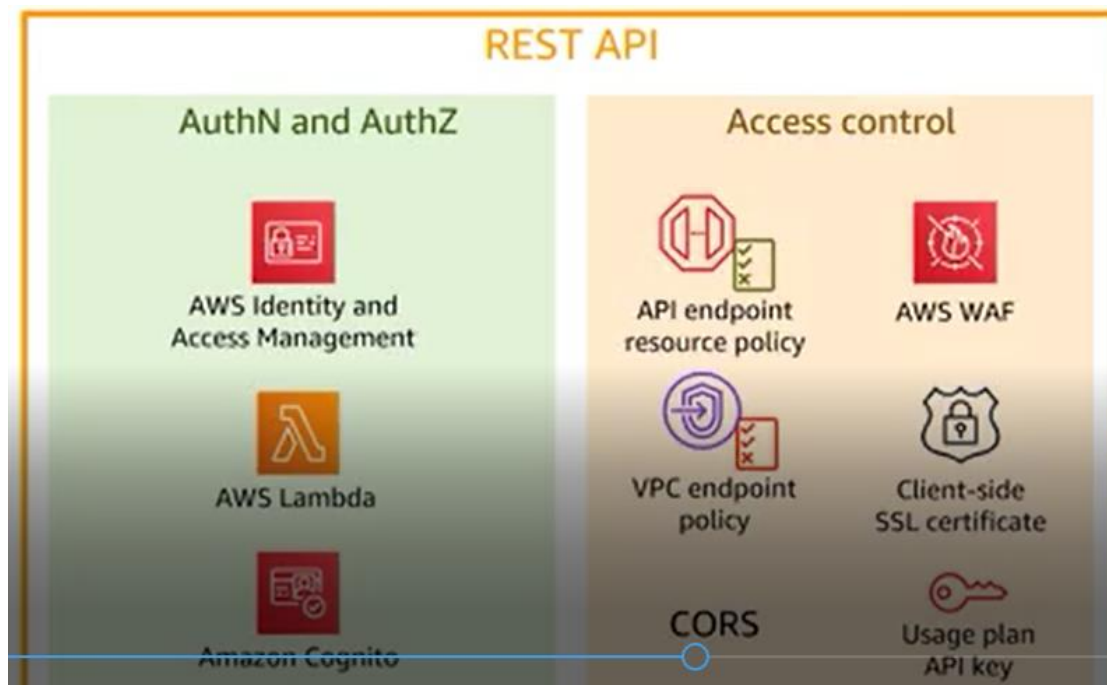 REST API
AuthN and AuthZ
AWS Identity and
Access Management
AWS Lambda
Amazon Cognito
Access control
API endpoint
resource policy
AWS WAF
VPC endpoint
policy
Client-side
SSL certificate
CORS
Usage plan
API key